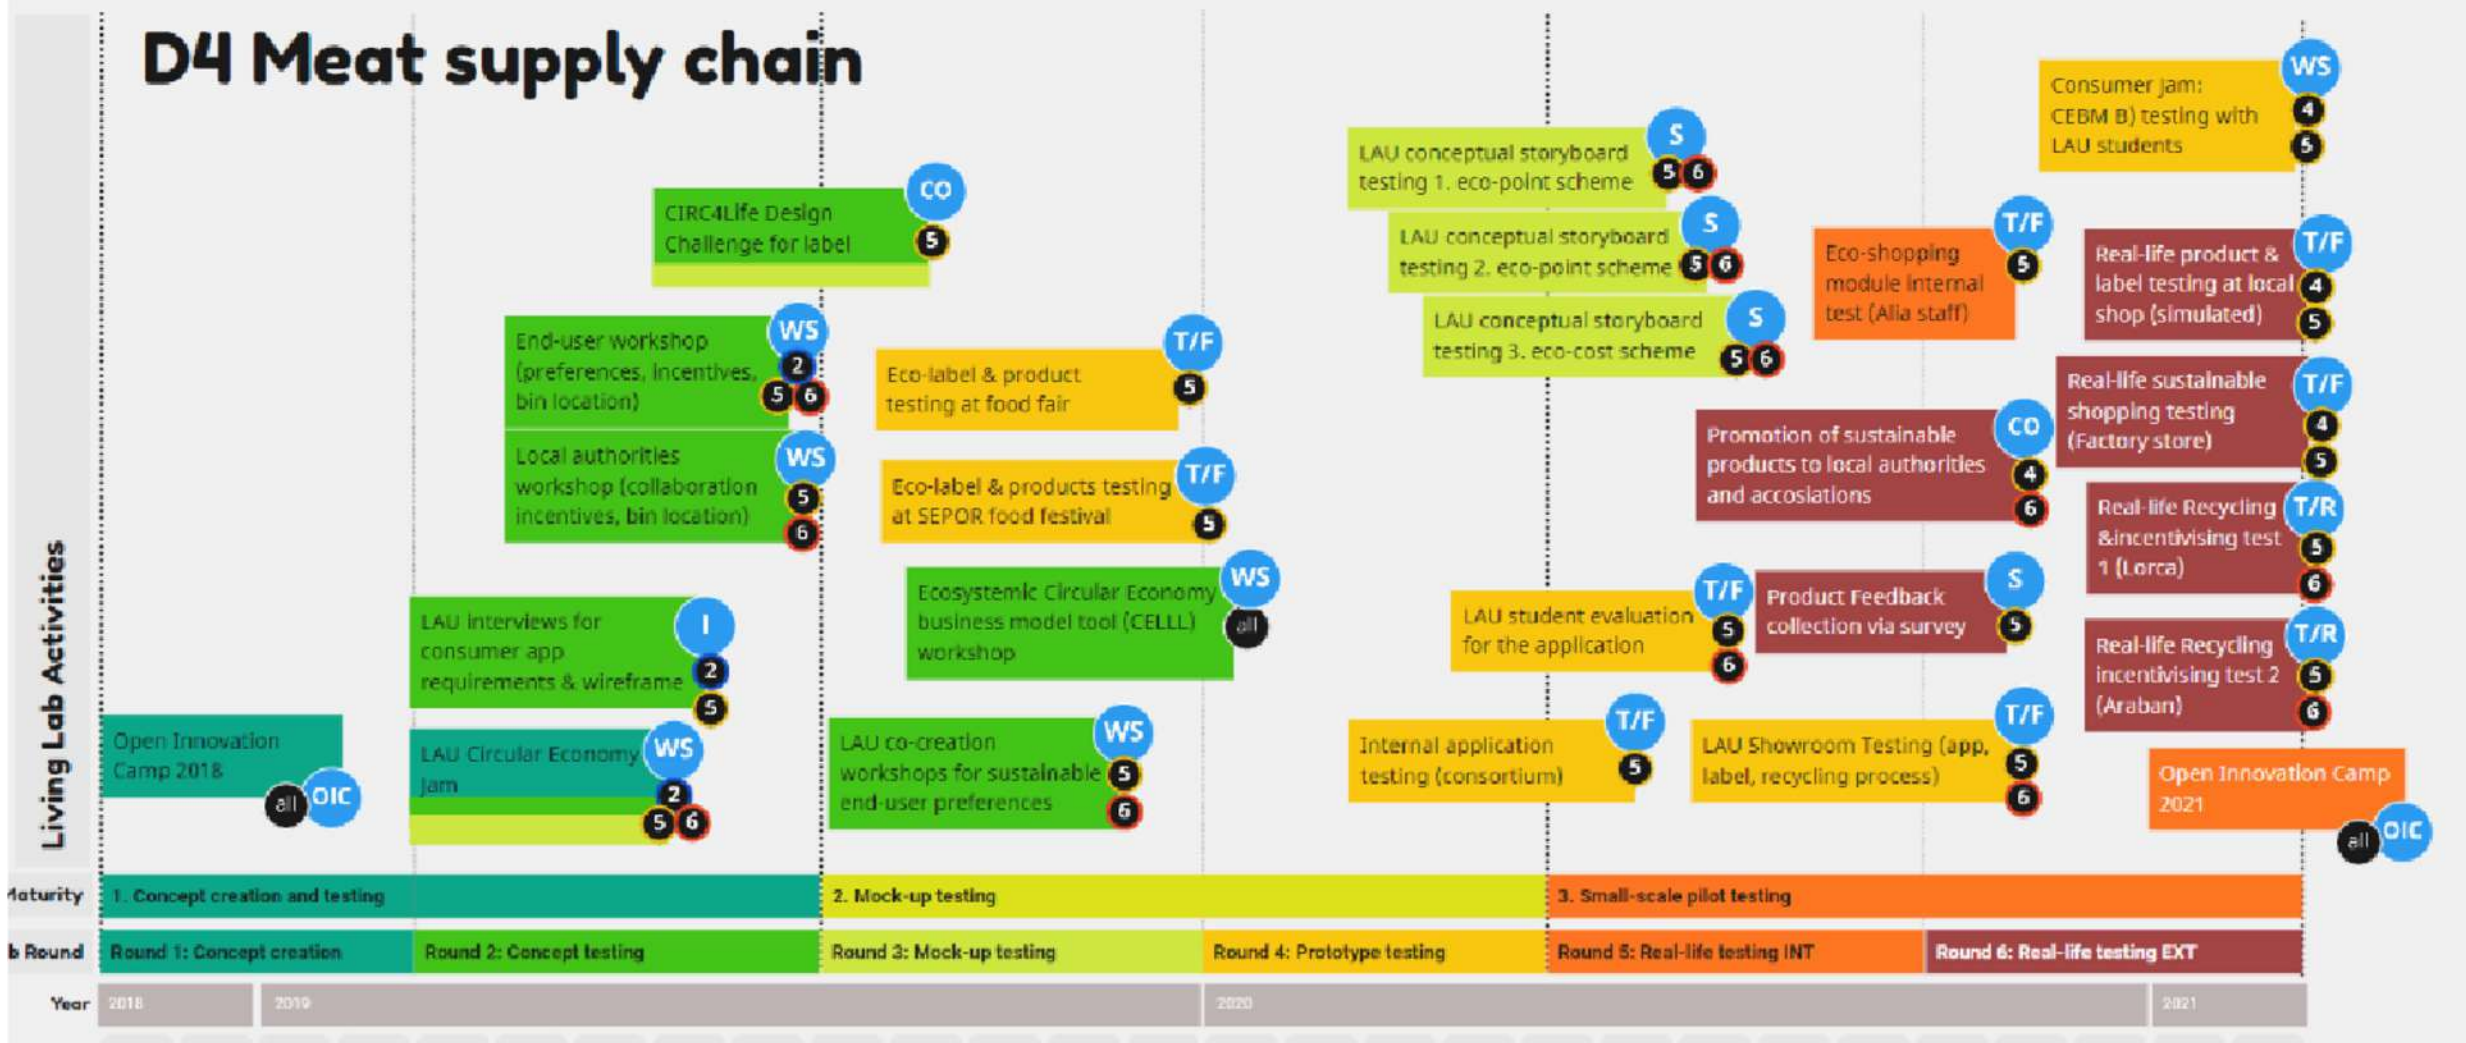 D4 Meat supply chain
Living Lab Activities
Open Innovation
Camp 2018
all
OIC
LAU Circular Economy
Jam
WS
2
5
6
LAU interviews for
consumer app
requirements & wireframe
I
2
5
End-user workshop
(preferences, incentives,
bin location)
WS
2
5
6
Local authorities
workshop (collaboration
incentives, bin location)
WS
5
6
CIRC4Life Design
Challenge for label
CO
5
Eco-label & product
testing at food fair
T/F
5
Eco-label & products testing
at SEPOR food festival
T/F
5
Ecosystemic Circular Economy
business model tool (CELLL)
workshop
WS
all
LAU co-creation
workshops for sustainable
end-user preferences
WS
5
6
LAU conceptual storyboard
testing 1. eco-point scheme
S
5
6
LAU conceptual storyboard
testing 2. eco-point scheme
S
5
6
LAU conceptual storyboard
testing 3. eco-cost scheme
S
5
6
LAU student evaluation
for the application
T/F
5
6
Internal application
testing (consortium)
T/F
5
Eco-shopping
module internal
test (Alia staff)
T/F
5
Promotion of sustainable
products to local authorities
and accosiations
CO
4
6
Product Feedback
collection via survey
S
5
LAU Showroom Testing (app,
label, recycling process)
T/F
5
6
Consumer Jam:
CEBM B) testing with
LAU students
WS
4
5
Real-life product &
label testing at local
shop (simulated)
T/F
4
5
Real-life sustainable
shopping testing
(Factory store)
T/F
4
5
Real-life Recycling
&incentivising test
1 (Lorca)
T/R
5
6
Real-life Recycling
incentivising test 2
(Araban)
T/R
5
6
Open Innovation Camp
2021
all
OIC
Maturity
1. Concept creation and testing
2. Mock-up testing
3. Small-scale pilot testing
b Round
Round 1: Concept creation
Round 2: Concept testing
Round 3: Mock-up testing
Round 4: Prototype testing
Round 5: Real-life testing INT
Round 6: Real-life testing EXT
Year
2018
2019
2020
2021